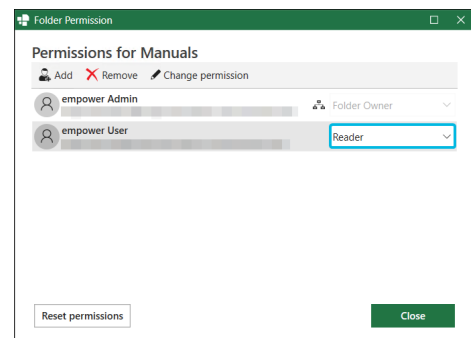 Folder Permission
Permissions for Manuals
Add Remove Change permission
empower Admin
Folder Owner
empower User
Reader
Reset permissions Close